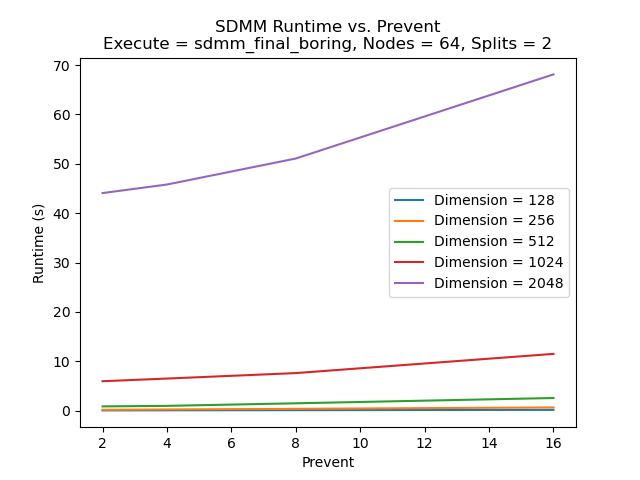 SDMM Runtime vs. Prevent
Execute = sdmm_final_boring, Nodes = 64, Splits = 2
70
60
50
40
30
20
10
0
Runtime (s)
Dimension = 128
Dimension = 256
Dimension = 512
Dimension = 1024
Dimension = 2048
2 4 6 8 10 12 14 16
Prevent